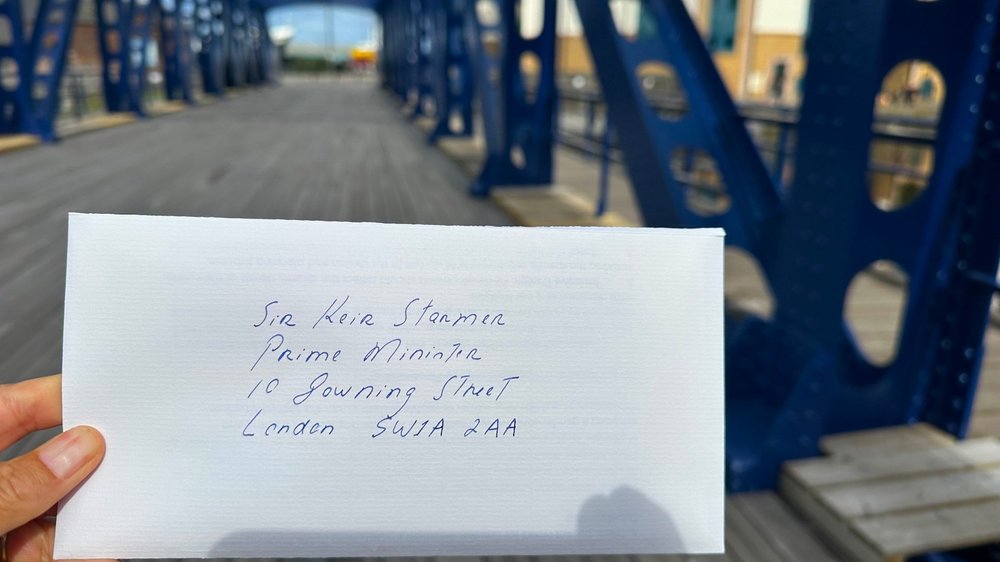 Sir Keir Starmer
Prime Minister
10 Downing Street
London SW1A 2AA